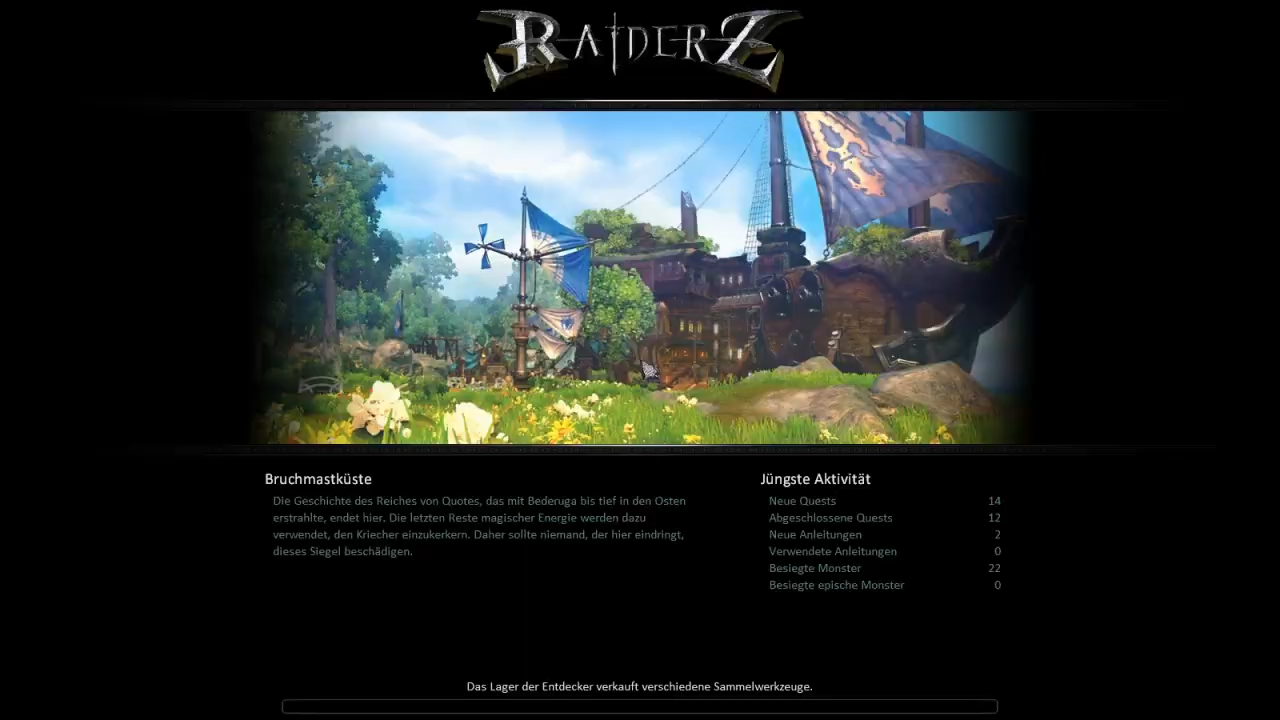 RAIDERZ
Bruchmastküste
Die Geschichte des Reiches von Quotes, das mit Bederuga bis tief in den Osten
erstrahlte, endet hier. Die letzten Reste magischer Energie werden dazu
verwendet, den Kriecher einzukerkern. Daher sollte niemand, der hier eindringt,
dieses Siegel beschädigen.
Jüngste Aktivität
Neue Quests 14
Abgeschlossene Quests 12
Neue Anleitungen 2
Verwendete Anleitungen 0
Besiegte Monster 22
Besiegte epische Monster 0
Das Lager der Entdecker verkauft verschiedene Sammelwerkzeuge.